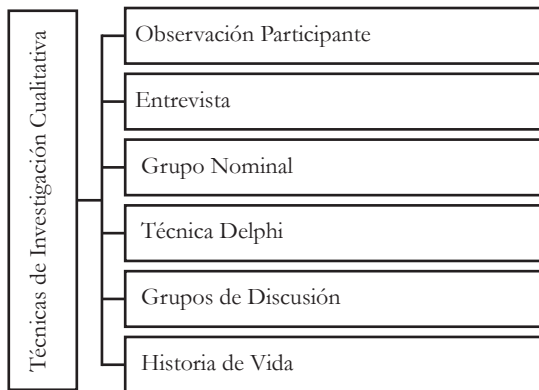 Técnicas de Investigación Cualitativa
Observación Participante
Entrevista
Grupo Nominal
Técnica Delphi
Grupos de Discusión
Historia de Vida